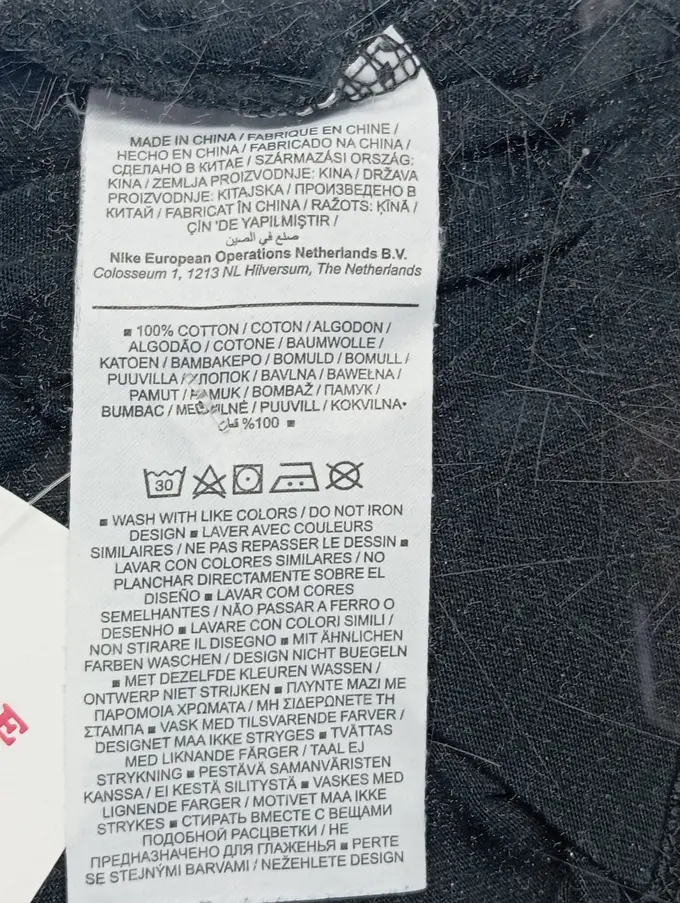 MADE IN CHINA / FABRIQUE EN CHINE /
HECHO EN CHINA / FABRICADO NA CHINA /
СДЕЛАНО В КИТАЕ / SZÁRMAZÁSI ORSZÁG:
KINA / ZEMLJA PROIZVODNJE: KINA / DRŽAVA
PROIZVODNJE: KITAJSKA / ПРОИЗВЕДЕНО В
КИТАЙ / FABRICAT ÎN CHINA / RAŽOTS: ĶĪNĀ /
ÇİN 'DE YAPILMIŞTIR /
صنع في الصين
Nike European Operations Netherlands B.V.
Colosseum 1, 1213 NL Hilversum, The Netherlands
■ 100% COTTON / COTON / ALGODON /
ALGODÃO / COTONE / BAUMWOLLE /
KATOEN / ΒΑΜΒΑΚΕΡΟ / BOMULD / BOMULL /
PUUVILLA / ХЛОПОК / BAVLNA / BAWEŁNA /
PAMUT / PAMUK / BOMBAŽ / ПАМУК /
BUMBAC / / PUUVILL / KOKVILNA•
%100 قطن ■
30
■ WASH WITH LIKE COLORS / DO NOT IRON
DESIGN ■ LAVER AVEC COULEURS
SIMILAIRES / NE PAS REPASSER LE DESSIN ■
LAVAR CON COLORES SIMILARES / NO
PLANCHAR DIRECTAMENTE SOBRE EL
DISEÑO ■ LAVAR COM CORES
SEMELHANTES / NÃO PASSAR A FERRO O
DESENHO ■ LAVARE CON COLORI SIMILI /
NON STIRARE IL DISEGNO ■ MIT ÄHNLICHEN
FARBEN WASCHEN / DESIGN NICHT BUEGELN
■ MET DEZELFDE KLEUREN WASSEN /
ONTWERP NIET STRIJKEN ■ ΠΛΥΝΤΕ ΜΑΖΙ ΜΕ
ΠΑΡΟΜΟΙΑ ΧΡΩΜΑΤΑ / ΜΗ ΣΙΔΕΡΩΝΕΤΕ ΤΗ
ΣΤΑΜΠΑ ■ VASK MED TILSVARENDE FARVER /
DESIGNET MAA IKKE STRYGES ■ TVÄTTAS
MED LIKNANDE FÄRGER / TAAL EJ
STRYKNING ■ PESTÄVÄ SAMANVÄRISTEN
KANSSA / EI KESTÄ SILITYSTÄ ■ VASKES MED
LIGNENDE FARGER / MOTIVET MAA IKKE
STRYKES ■ СТИРАТЬ ВМЕСТЕ С ВЕЩАМИ
ПОДОБНОЙ РАСЦВЕТКИ / НЕ
ПРЕДНАЗНАЧЕНО ДЛЯ ГЛАЖЕНЬЯ ■ PERTE
SE STEJNÝMI BARVAMI / NEŽEHLETE DESIGN
E